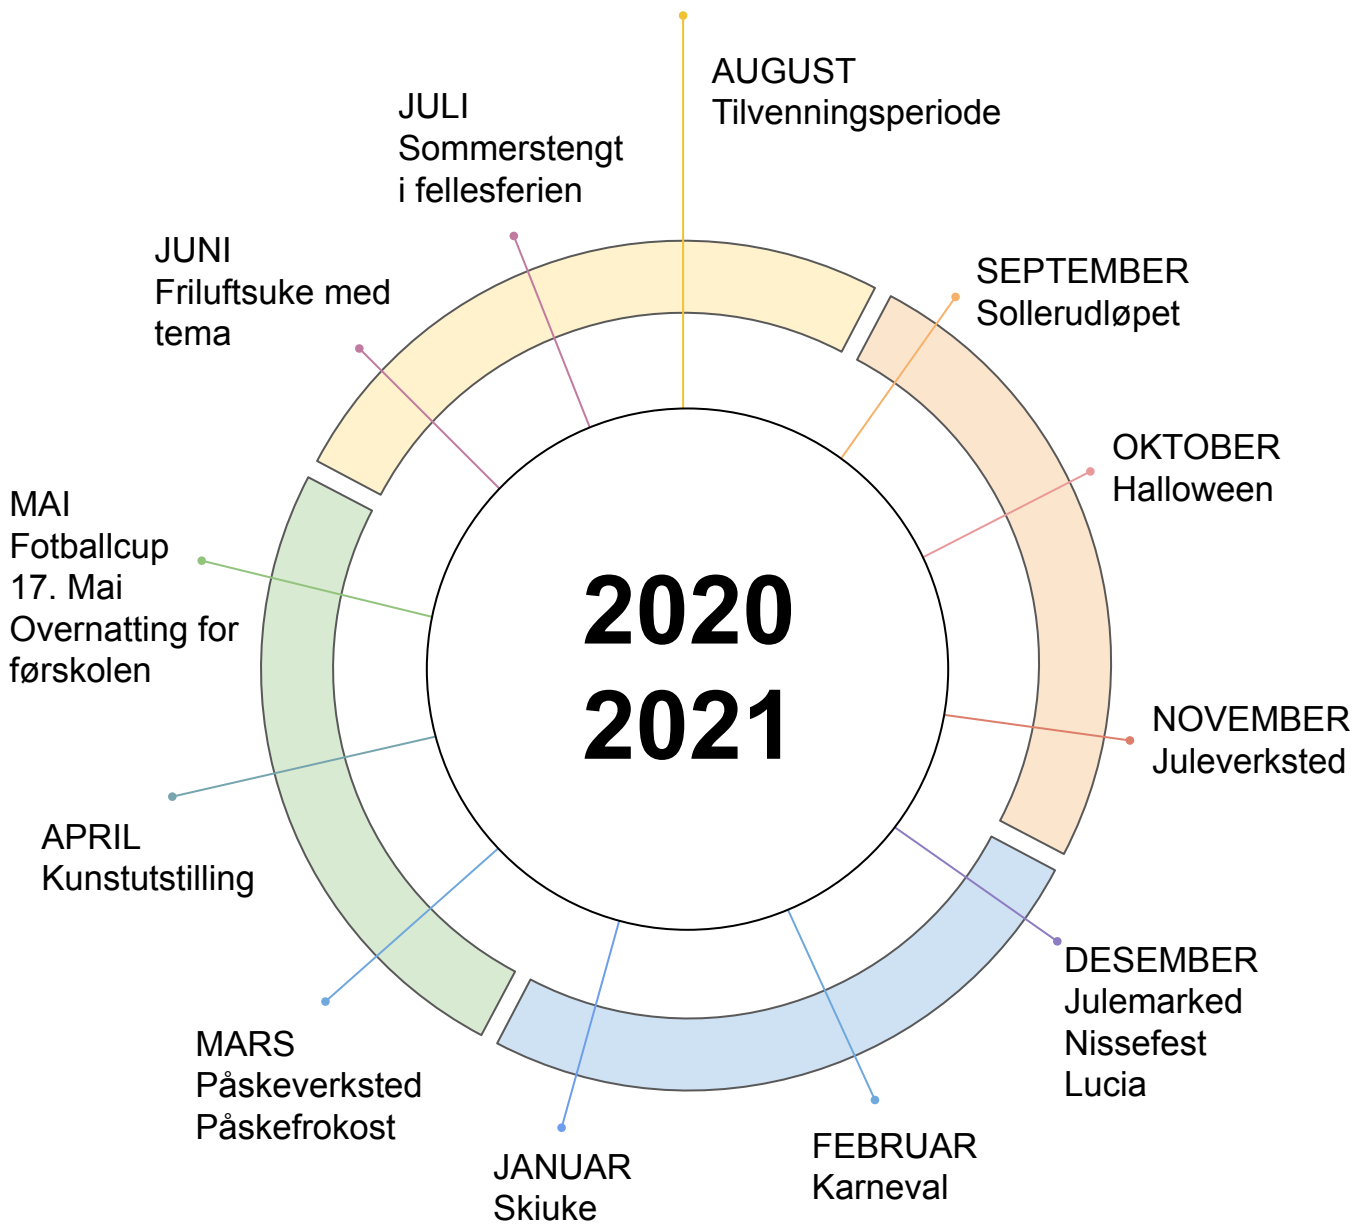 AUGUST
Tilvenningsperiode
SEPTEMBER
Sollerudløpet
OKTOBER
Halloween
NOVEMBER
Juleverksted
DESEMBER
Julemarked
Nissefest
Lucia
FEBRUAR
Karneval
JANUAR
Skiuke
MARS
Påskeverksted
Påskefrokost
APRIL
Kunstutstilling
MAI
Fotballcup
17. Mai
Overnatting for
førskolen
JUNI
Friluftsuke med
tema
JULI
Sommerstengt
i fellesferien
2020
2021